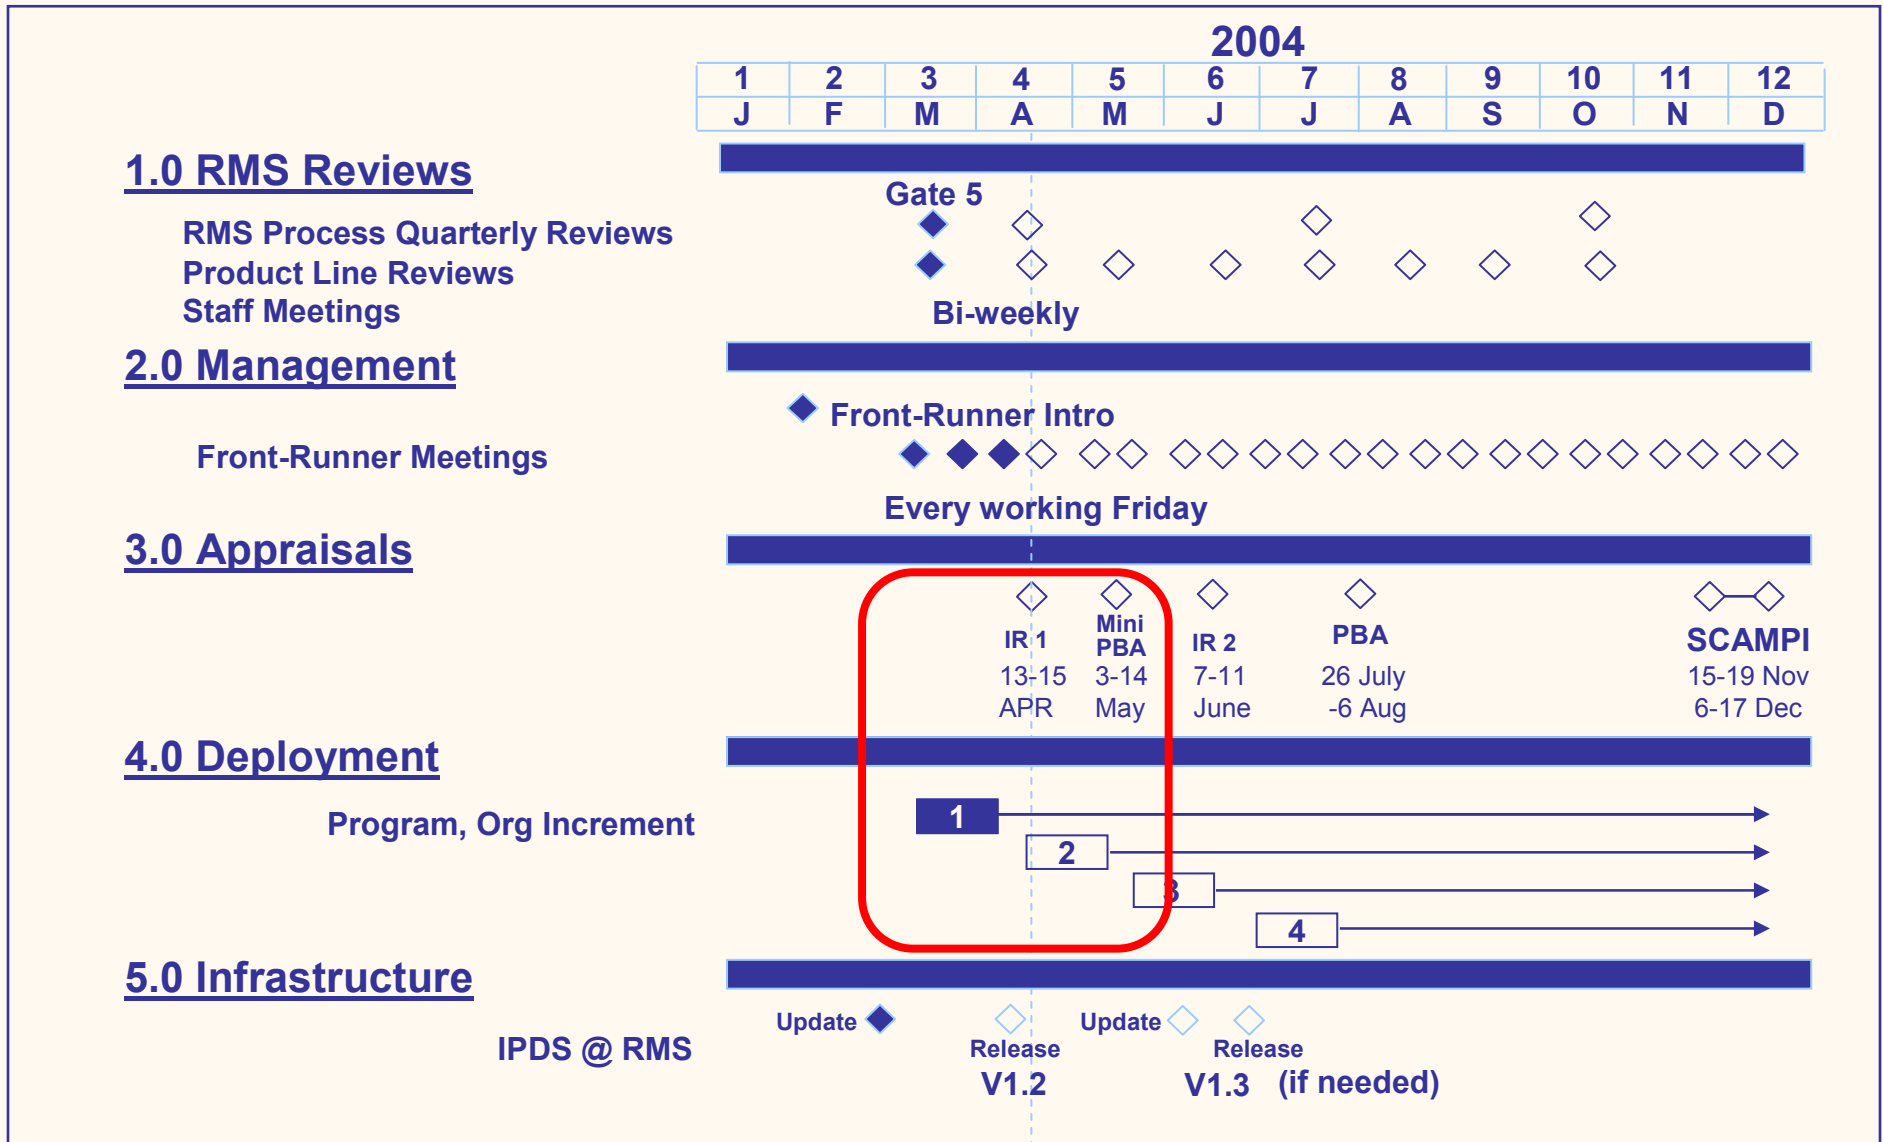 2004
1 2 3 4 5 6 7 8 9 10 11 12
J F M A M J J A S O N D
1.0 RMS Reviews
Gate 5
RMS Process Quarterly Reviews
Product Line Reviews
Staff Meetings
Bi-weekly
2.0 Management
Front-Runner Intro
Front-Runner Meetings
Every working Friday
3.0 Appraisals
IR 1
13-15
APR
Mini
PBA
3-14
May
IR 2
7-11
June
PBA
26 July
-6 Aug
SCAMPI
15-19 Nov
6-17 Dec
4.0 Deployment
Program, Org Increment
1
2
3
4
5.0 Infrastructure
IPDS @ RMS
Update
Release
V1.2
Update
Release
V1.3 (if needed)